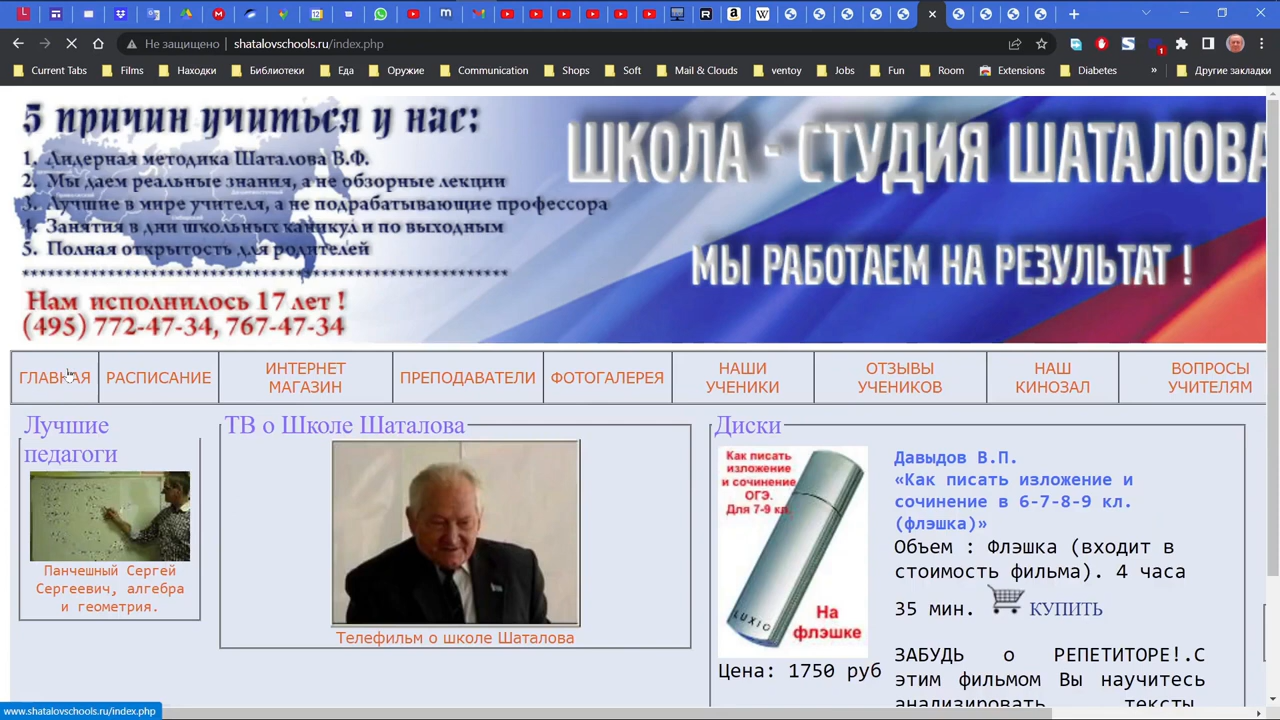 Не защищено
shatalovschools.ru/index.php
Current Tabs
Films
Находки
Библиотеки
Еда
Оружие
Communication
Shops
Soft
Mail & Clouds
ventoy
Jobs
Fun
Room
Extensions
Diabetes
»
Другие закладки
5 причин учиться у нас:
1. Лидерная методика Шаталова В.Ф.
2. Мы даем реальные знания, а не обзорные лекции
3. Лучшие в мире учителя, а не подрабатывающие профессора
4. Занятия в дни школьных каникул и по выходным
5. Полная открытость для родителей
Нам исполнилось 17 лет !
(495) 772-47-34, 767-47-34
ШКОЛА - СТУДИЯ ШАТАЛОВА
МЫ РАБОТАЕМ НА РЕЗУЛЬТАТ !
ГЛАВНАЯ
РАСПИСАНИЕ
ИНТЕРНЕТ
МАГАЗИН
ПРЕПОДАВАТЕЛИ
ФОТОГАЛЕРЕЯ
НАШИ
УЧЕНИКИ
ОТЗЫВЫ
УЧЕНИКОВ
НАШ
КИНОЗАЛ
ВОПРОСЫ
УЧИТЕЛЯМ
Лучшие
педагоги
Панчешный Сергей
Сергеевич, алгебра
и геометрия.
ТВ о Школе Шаталова
Телефильм о школе Шаталова
Диски
Как писать
изложение
и сочинение
ОГЭ.
Для 7-9 кл.
LUXIO
На
флэшке
Цена: 1750 руб
Давыдов В.П.
«Как писать изложение и
сочинение в 6-7-8-9 кл.
(флэшка)»
Объем : Флэшка (входит в
стоимость фильма). 4 часа
35 мин. КУПИТЬ
ЗАБУДЬ о РЕПЕТИТОРЕ!.С
этим фильмом Вы научитесь
анализировать тексты
www.shatalovschools.ru/index.php